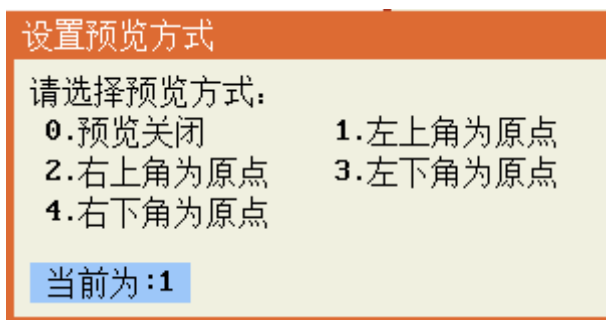 设置预览方式
请选择预览方式:
0.预览关闭 1.左上角为原点
2.右上角为原点 3.左下角为原点
4.右下角为原点
当前为:1